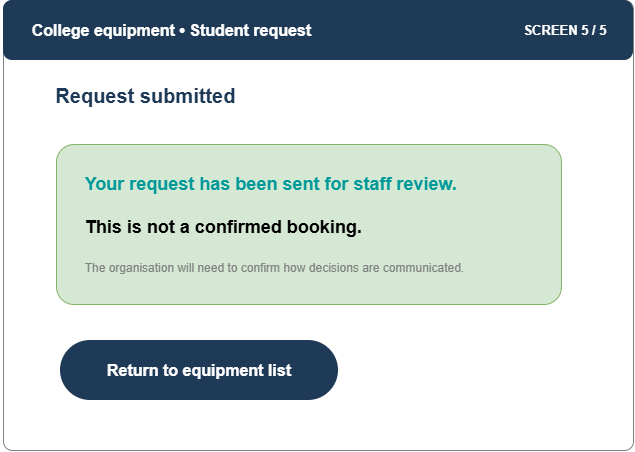 College equipment • Student request
SCREEN 5 / 5
Request submitted
Your request has been sent for staff review.
This is not a confirmed booking.
The organisation will need to confirm how decisions are communicated.
Return to equipment list